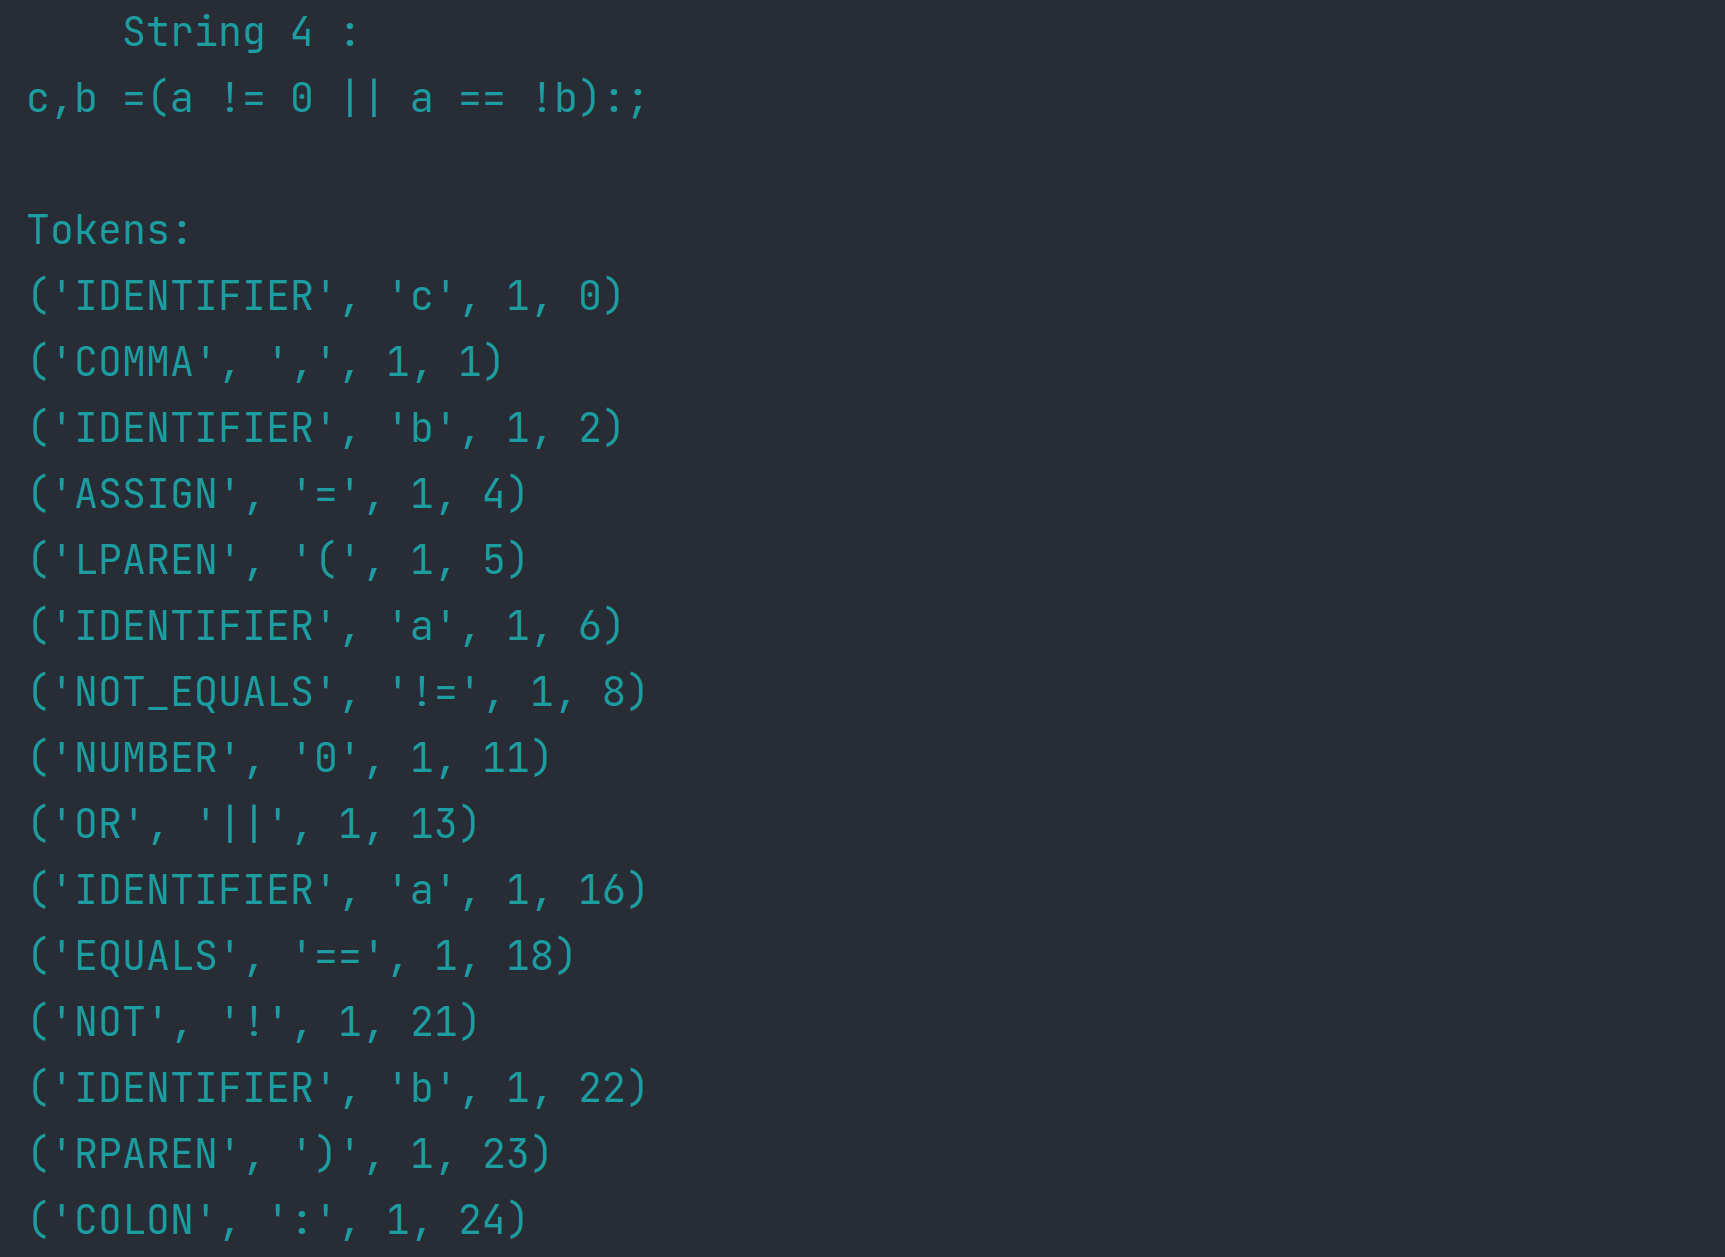 String 4 :
c,b =(a != 0 || a == !b):;
Tokens:
('IDENTIFIER', 'c', 1, 0)
('COMMA', ',', 1, 1)
('IDENTIFIER', 'b', 1, 2)
('ASSIGN', '=', 1, 4)
('LPAREN', '(', 1, 5)
('IDENTIFIER', 'a', 1, 6)
('NOT_EQUALS', '!=', 1, 8)
('NUMBER', '0', 1, 11)
('OR', '||', 1, 13)
('IDENTIFIER', 'a', 1, 16)
('EQUALS', '==', 1, 18)
('NOT', '!', 1, 21)
('IDENTIFIER', 'b', 1, 22)
('RPAREN', ')', 1, 23)
('COLON', ':', 1, 24)